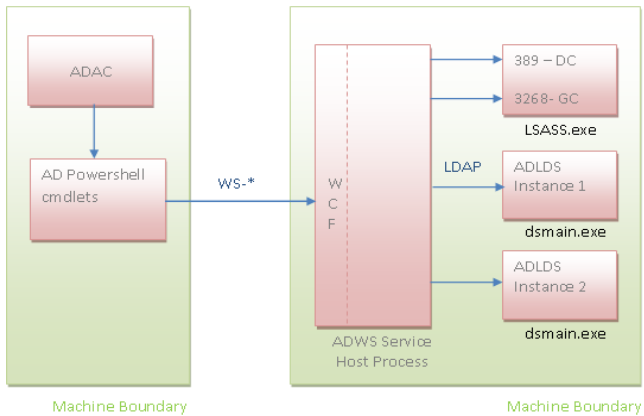 ADAC
AD Powershell
cmdlets
Machine Boundary
WS-*
W
C
F
ADWS Service
Host Process
LDAP
389 – DC
3268- GC
LSASS.exe
ADLDS
Instance 1
dsmain.exe
ADLDS
Instance 2
dsmain.exe
Machine Boundary